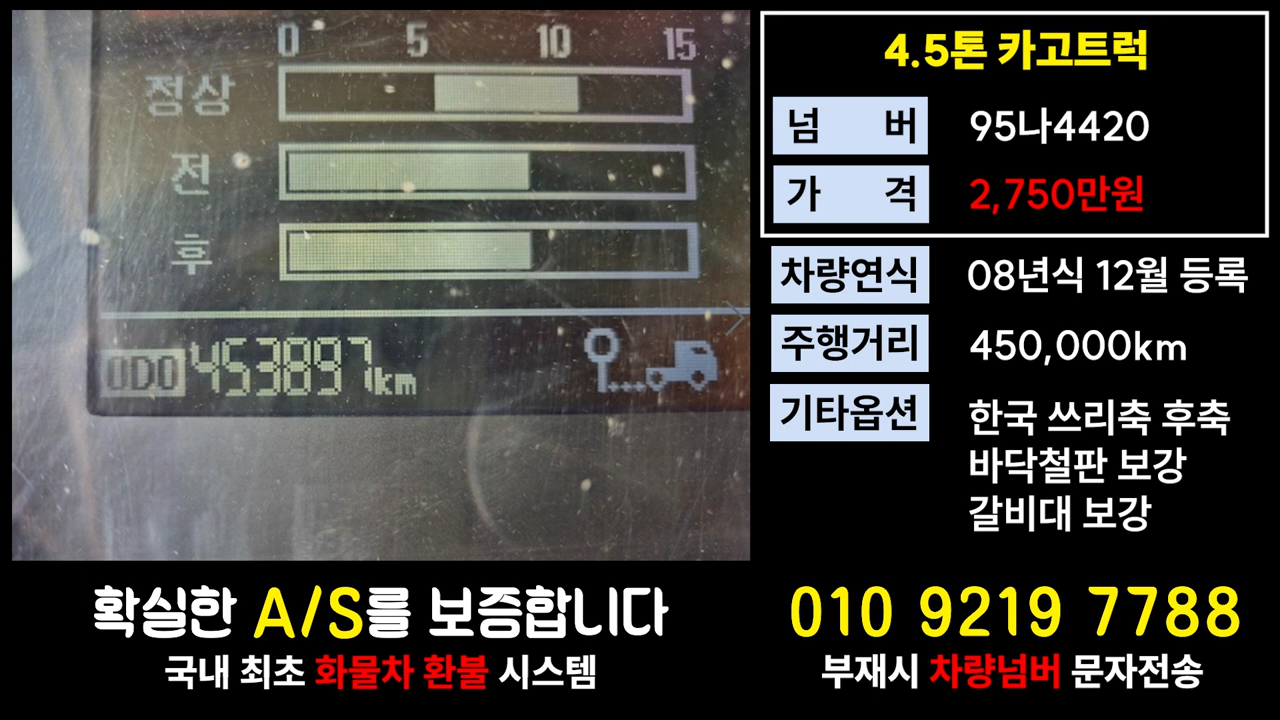 0 5 10 15
정상
전
후
ODO 453897km
4.5톤 카고트럭
넘 버 95나4420
가 격 2,750만원
차량연식 08년식 12월 등록
주행거리 450,000km
기타옵션 한국 쓰리축 후축
바닥철판 보강
갈비대 보강
확실한 A/S를 보증합니다
국내 최초 화물차 환불 시스템
010 9219 7788
부재시 차량넘버 문자전송